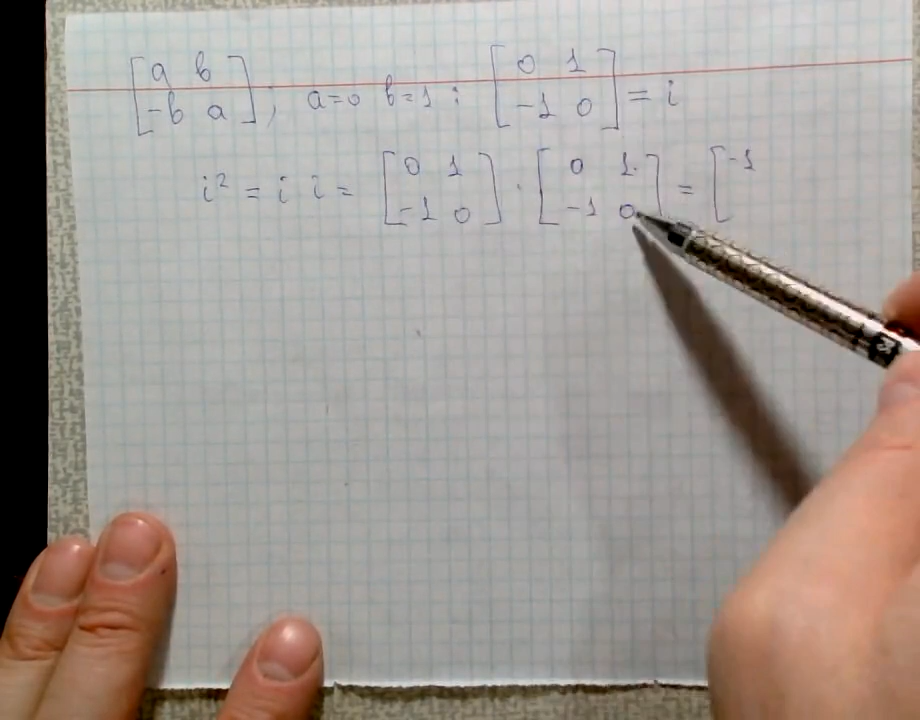 [a в -в a]; a=0 в=1 : [0 1 -1 0] = i
i² = i i = [0 1 -1 0] · [0 1 -1 0] = [-1